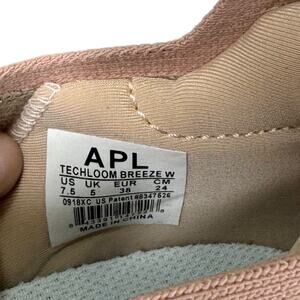 APL
TECHLOOM BREEZE W
US UK EUR CM
7.5 5 38 24
0918XC US Patent #8347526
MADE IN CHINA